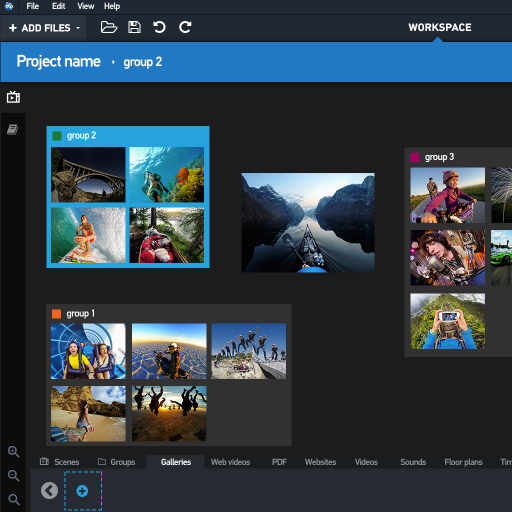 File Edit View Help
+ ADD FILES
WORKSPACE
Project name › group 2
group 2
group 3
group 1
Scenes Groups Galleries Web videos PDF Websites Videos Sounds Floor plans